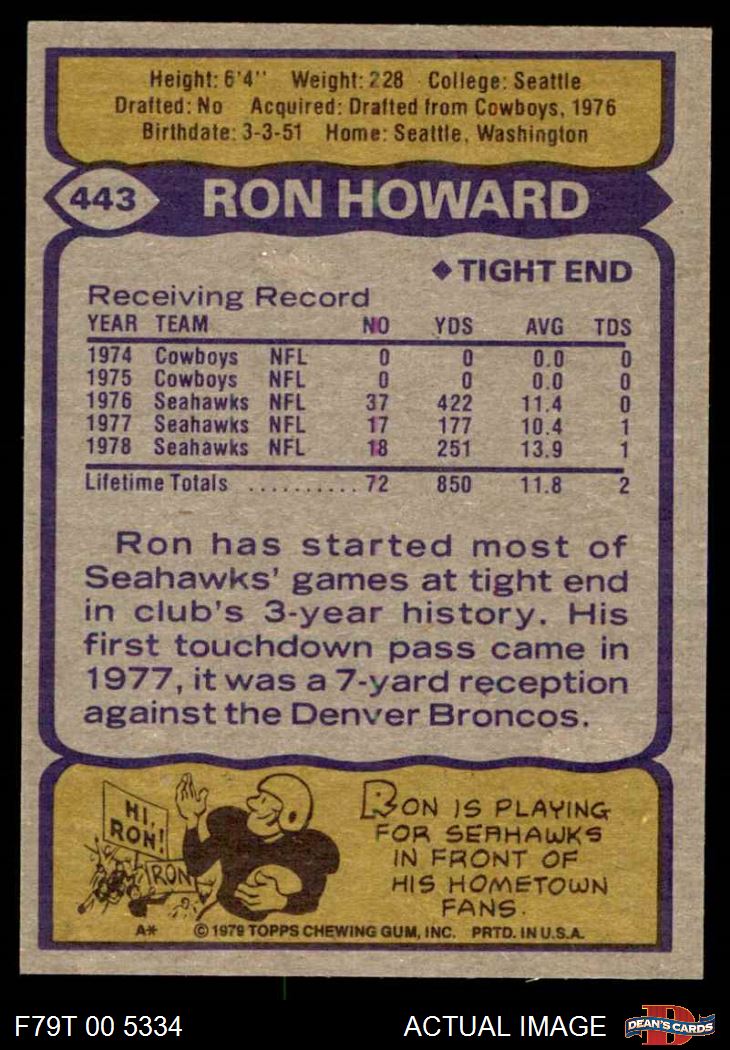 Height: 6'4" Weight: 228 College: Seattle
Drafted: No Acquired: Drafted from Cowboys, 1976
Birthdate: 3-3-51 Home: Seattle, Washington
443 RON HOWARD
◆ TIGHT END
Receiving Record
YEAR TEAM NO YDS AVG TDS
1974 Cowboys NFL 0 0 0.0 0
1975 Cowboys NFL 0 0 0.0 0
1976 Seahawks NFL 37 422 11.4 0
1977 Seahawks NFL 17 177 10.4 1
1978 Seahawks NFL 18 251 13.9 1
Lifetime Totals .......... 72 850 11.8 2
Ron has started most of
Seahawks' games at tight end
in club's 3-year history. His
first touchdown pass came in
1977, it was a 7-yard reception
against the Denver Broncos.
HI,
RON!
RON
RON IS PLAYING
FOR SEAHAWKS
IN FRONT OF
HIS HOMETOWN
FANS.
A* © 1979 TOPPS CHEWING GUM, INC. PRTD. IN U.S.A.
F79T 00 5334 ACTUAL IMAGE D DEAN'S CARDS